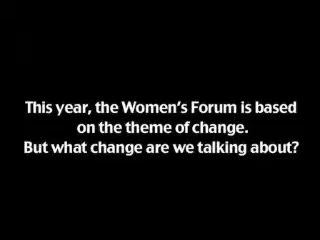 This year, the Women's Forum is based
on the theme of change.
But what change are we talking about?